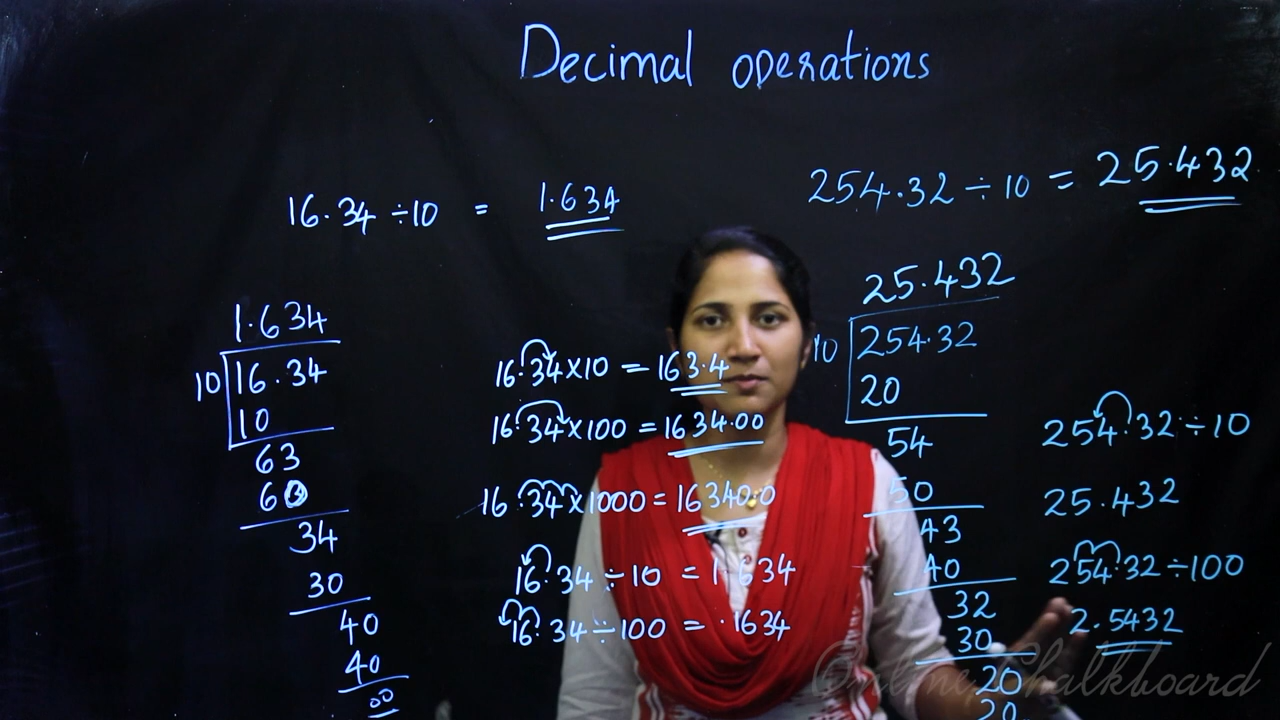 Decimal operations
16.34 ÷10 = 1.634
254.32 ÷ 10 = 25.432
1.634
10 16.34
10
63
60
34
30
40
40
00
16.34×10 = 163.4
16.34×100 = 1634.00
16.34×1000 = 16340.0
16.34 ÷ 10 = 1.634
16.34 ÷ 100 = .1634
25.432
10 254.32
20
54
50
43
40
32
30
20
20
254.32÷10
25.432
254.32÷100
2.5432
©Online Chalkboard